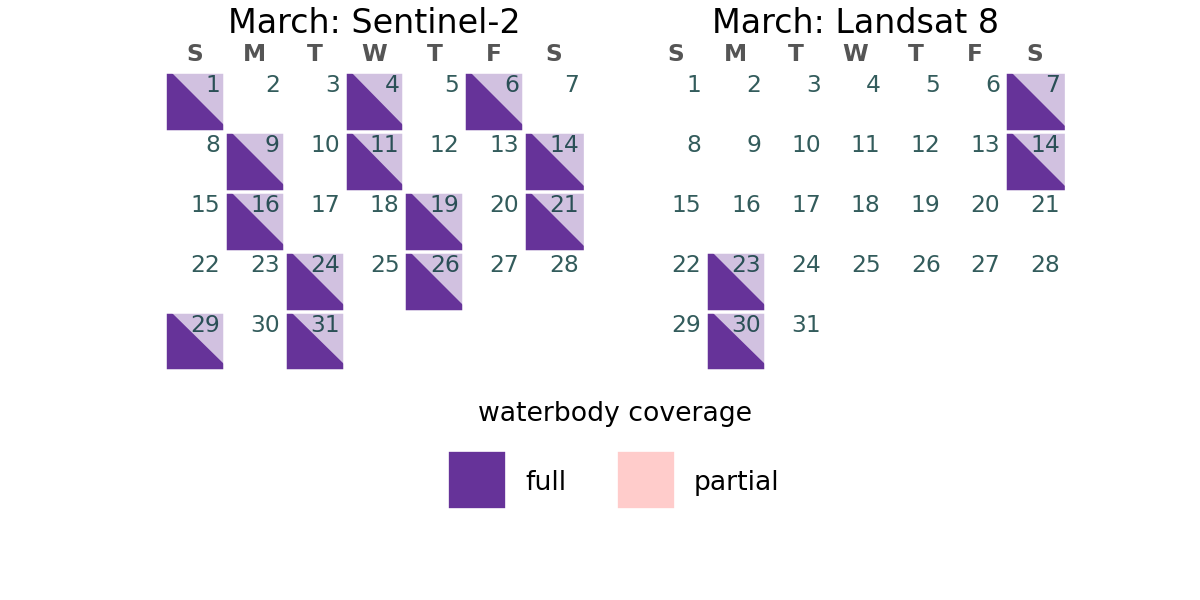 March: Sentinel-2
S M T W T F S
1 2 3 4 5 6 7
8 9 10 11 12 13 14
15 16 17 18 19 20 21
22 23 24 25 26 27 28
29 30 31
March: Landsat 8
S M T W T F S
1 2 3 4 5 6 7
8 9 10 11 12 13 14
15 16 17 18 19 20 21
22 23 24 25 26 27 28
29 30 31
waterbody coverage
full partial